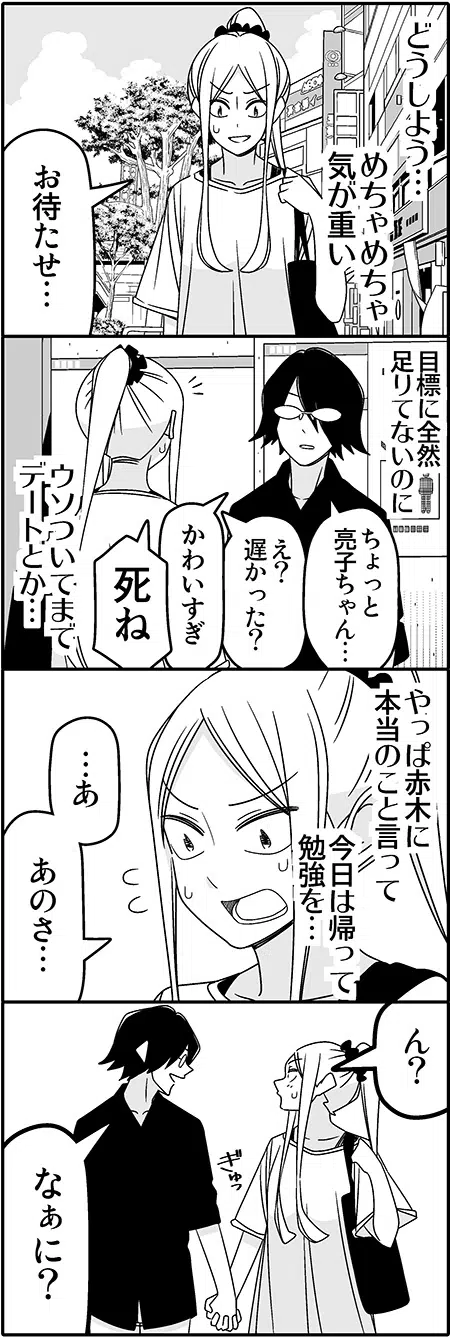 どうしよう…
めちゃめちゃ
気が重い
お待たせ…
目標に全然
足りてないのに
ちょっと
亮子ちゃん…
え?
遅かった?
かわいすぎ
死ね
ウソついてまで
デートとか…
やっぱ赤木に
本当のこと言って
今日は帰って
勉強を…
…あ
あのさ…
ん?
ぎゅっ
なぁに?